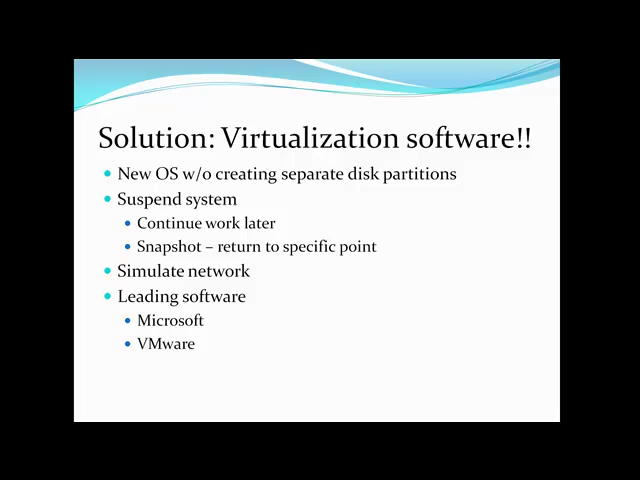 Solution: Virtualization software!!
New OS w/o creating separate disk partitions
Suspend system
Continue work later
Snapshot – return to specific point
Simulate network
Leading software
Microsoft
VMware